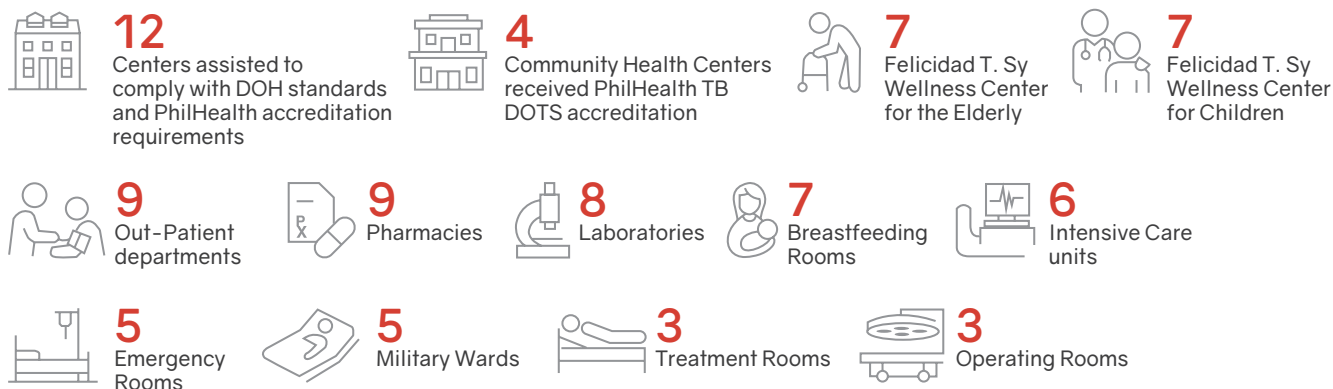 12
Centers assisted to
comply with DOH standards
and PhilHealth accreditation
requirements
4
Community Health Centers
received PhilHealth TB
DOTS accreditation
7
Felicidad T. Sy
Wellness Center
for the Elderly
7
Felicidad T. Sy
Wellness Center
for Children
9
Out-Patient
departments
P
X
9
Pharmacies
8
Laboratories
7
Breastfeeding
Rooms
6
Intensive Care
units
5
Emergency
Rooms
5
Military Wards
3
Treatment Rooms
3
Operating Rooms